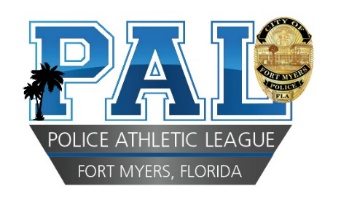 PAL
CITY OF
FORT MYERS
POLICE
FLA
POLICE ATHLETIC LEAGUE
FORT MYERS, FLORIDA